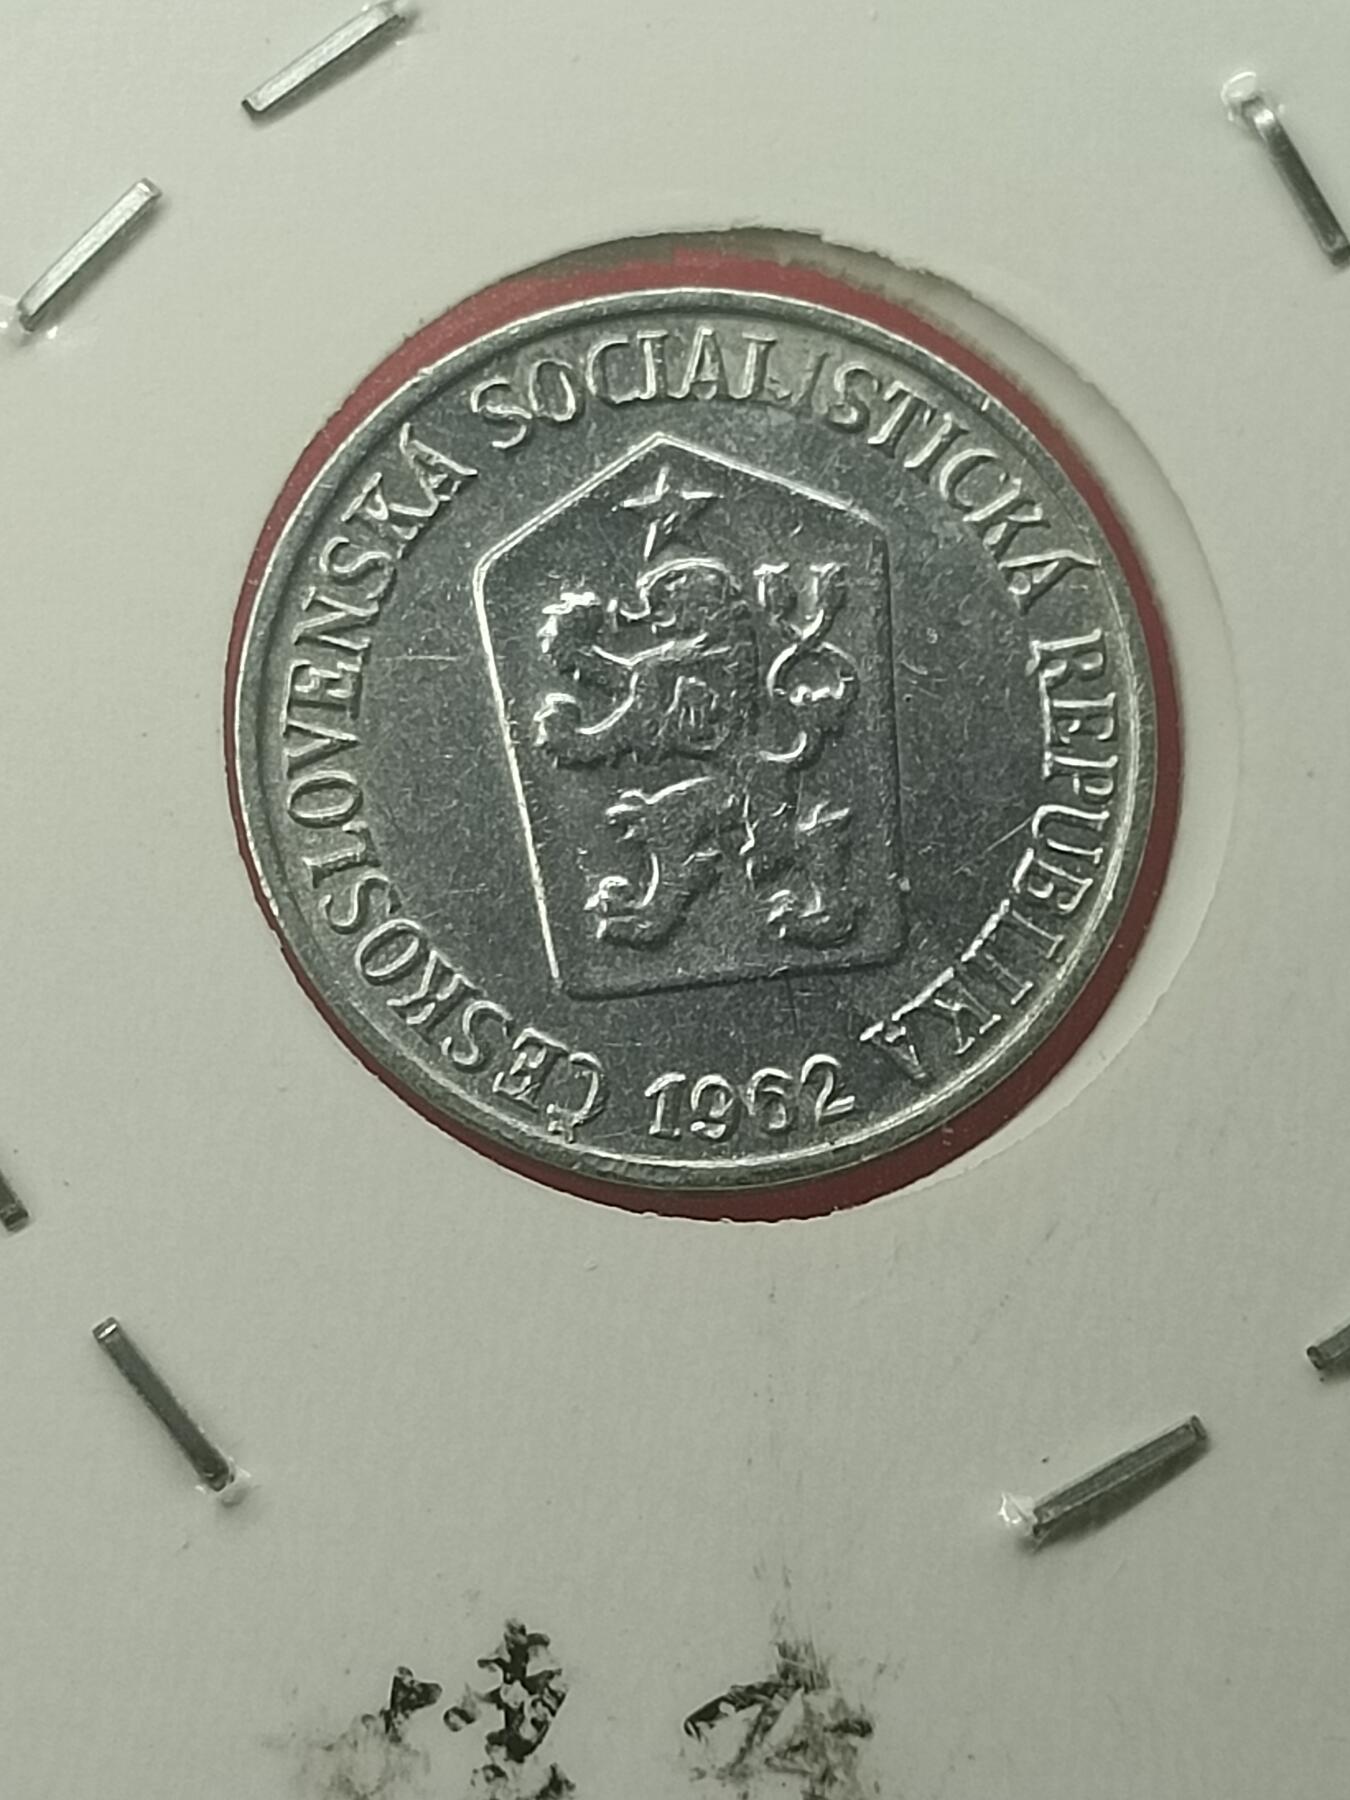 ČESKOSLOVENSKÁ SOCIALISTICKÁ REPUBLIKA
1962